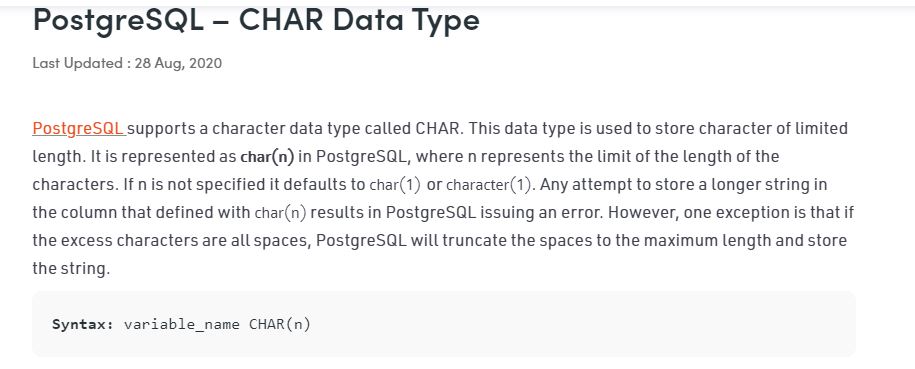 PostgreSQL – CHAR Data Type
Last Updated : 28 Aug, 2020
PostgreSQL supports a character data type called CHAR. This data type is used to store character of limited
length. It is represented as char(n) in PostgreSQL, where n represents the limit of the length of the
characters. If n is not specified it defaults to char(1) or character(1). Any attempt to store a longer string in
the column that defined with char(n) results in PostgreSQL issuing an error. However, one exception is that if
the excess characters are all spaces, PostgreSQL will truncate the spaces to the maximum length and store
the string.
Syntax: variable_name CHAR(n)